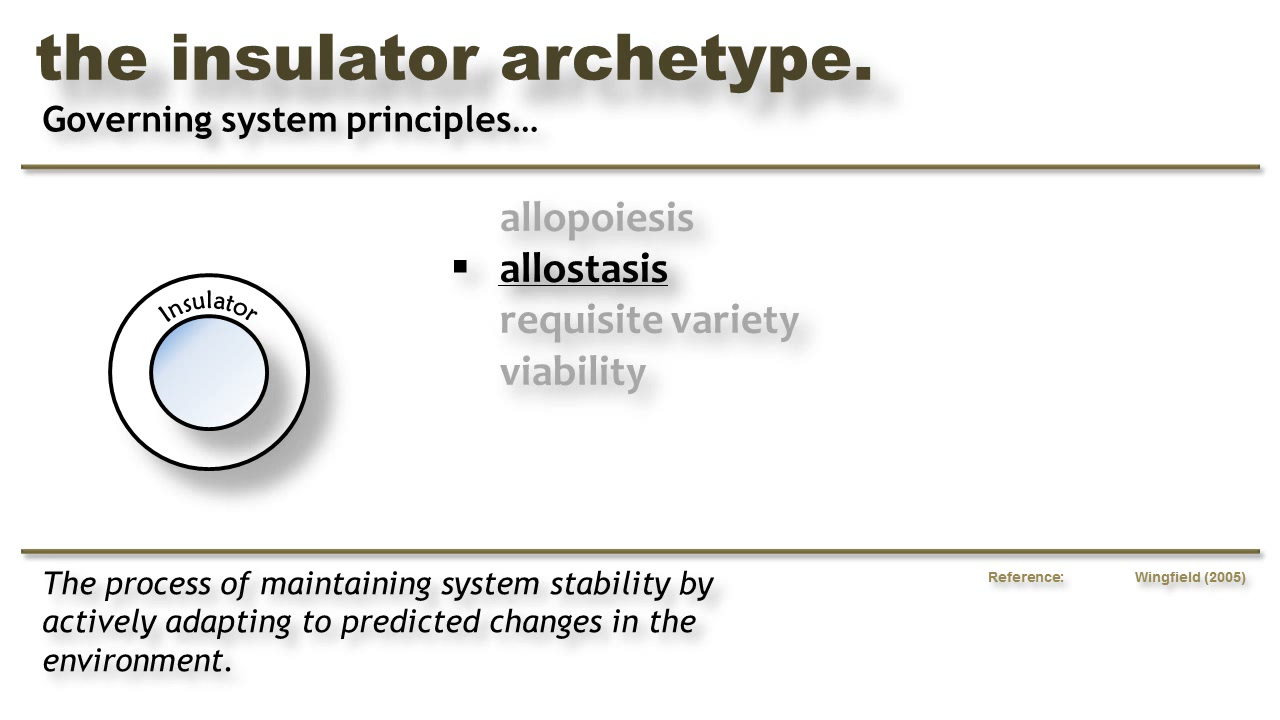 the insulator archetype.
Governing system principles…
allopoiesis
▪ allostasis
requisite variety
viability
Insulator
The process of maintaining system stability by
actively adapting to predicted changes in the
environment.
Reference: Wingfield (2005)